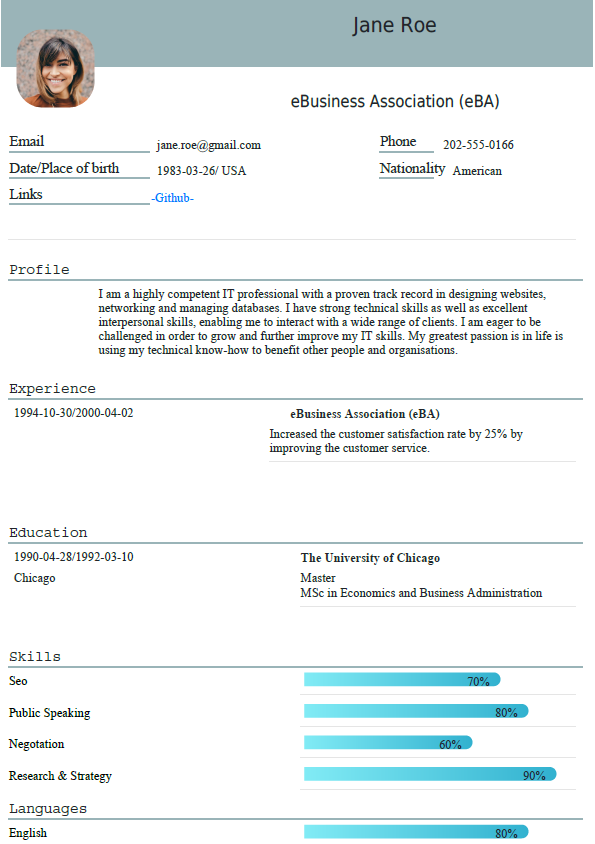 Jane Roe
eBusiness Association (eBA)
Email jane.roe@gmail.com Phone 202-555-0166
Date/Place of birth 1983-03-26/ USA Nationality American
Links -Github-
Profile
I am a highly competent IT professional with a proven track record in designing websites,
networking and managing databases. I have strong technical skills as well as excellent
interpersonal skills, enabling me to interact with a wide range of clients. I am eager to be
challenged in order to grow and further improve my IT skills. My greatest passion is in life is
using my technical know-how to benefit other people and organisations.
Experience
1994-10-30/2000-04-02 eBusiness Association (eBA)
Increased the customer satisfaction rate by 25% by
improving the customer service.
Education
1990-04-28/1992-03-10 The University of Chicago
Chicago Master
MSc in Economics and Business Administration
Skills
Seo 70%
Public Speaking 80%
Negotation 60%
Research & Strategy 90%
Languages
English 80%